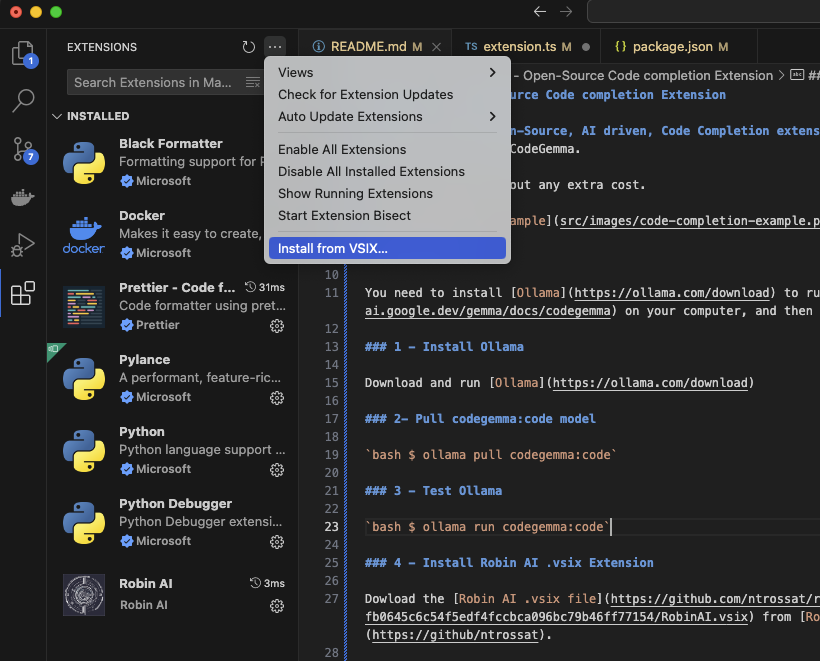 EXTENSIONS
README.md M
TS extension.ts M
{} package.json M
Search Extensions in Ma...
- Open-Source Code completion Extension > abc ##
INSTALLED
Views
Check for Extension Updates
Auto Update Extensions
Enable All Extensions
Disable All Installed Extensions
Show Running Extensions
Start Extension Bisect
Install from VSIX...
1
7
Black Formatter
Formatting support for
Microsoft
Docker
Makes it easy to create,
Microsoft
docker
Prettier - Code f... 31ms
Code formatter using pret...
Prettier
Pylance
A performant, feature-ric...
Microsoft
Python
Python language support ...
Microsoft
Python Debugger
Python Debugger extensi...
Microsoft
Robin AI 3ms
Robin AI
urce Code completion Extension
n-Source, AI driven, Code Completion extens
CodeGemma.
out any extra cost.
ample](src/images/code-completion-example.p
10
11 You need to install [Ollama](https://ollama.com/download) to ru
ai.google.dev/gemma/docs/codegemma) on your computer, and then
12
13 ### 1 - Install Ollama
14
15 Download and run [Ollama](https://ollama.com/download)
16
17 ### 2- Pull codegemma:code model
18
19 `bash $ ollama pull codegemma:code`
20
21 ### 3 - Test Ollama
22
23 `bash $ ollama run codegemma:code`
24
25 ### 4 - Install Robin AI .vsix Extension
26
27 Dowload the [Robin AI .vsix file](https://github.com/ntrossat/r
fb0645c6c54f5edf4fccbca096bc79b46ff77154/RobinAI.vsix) from [Ro
(https://github/ntrossat).
28